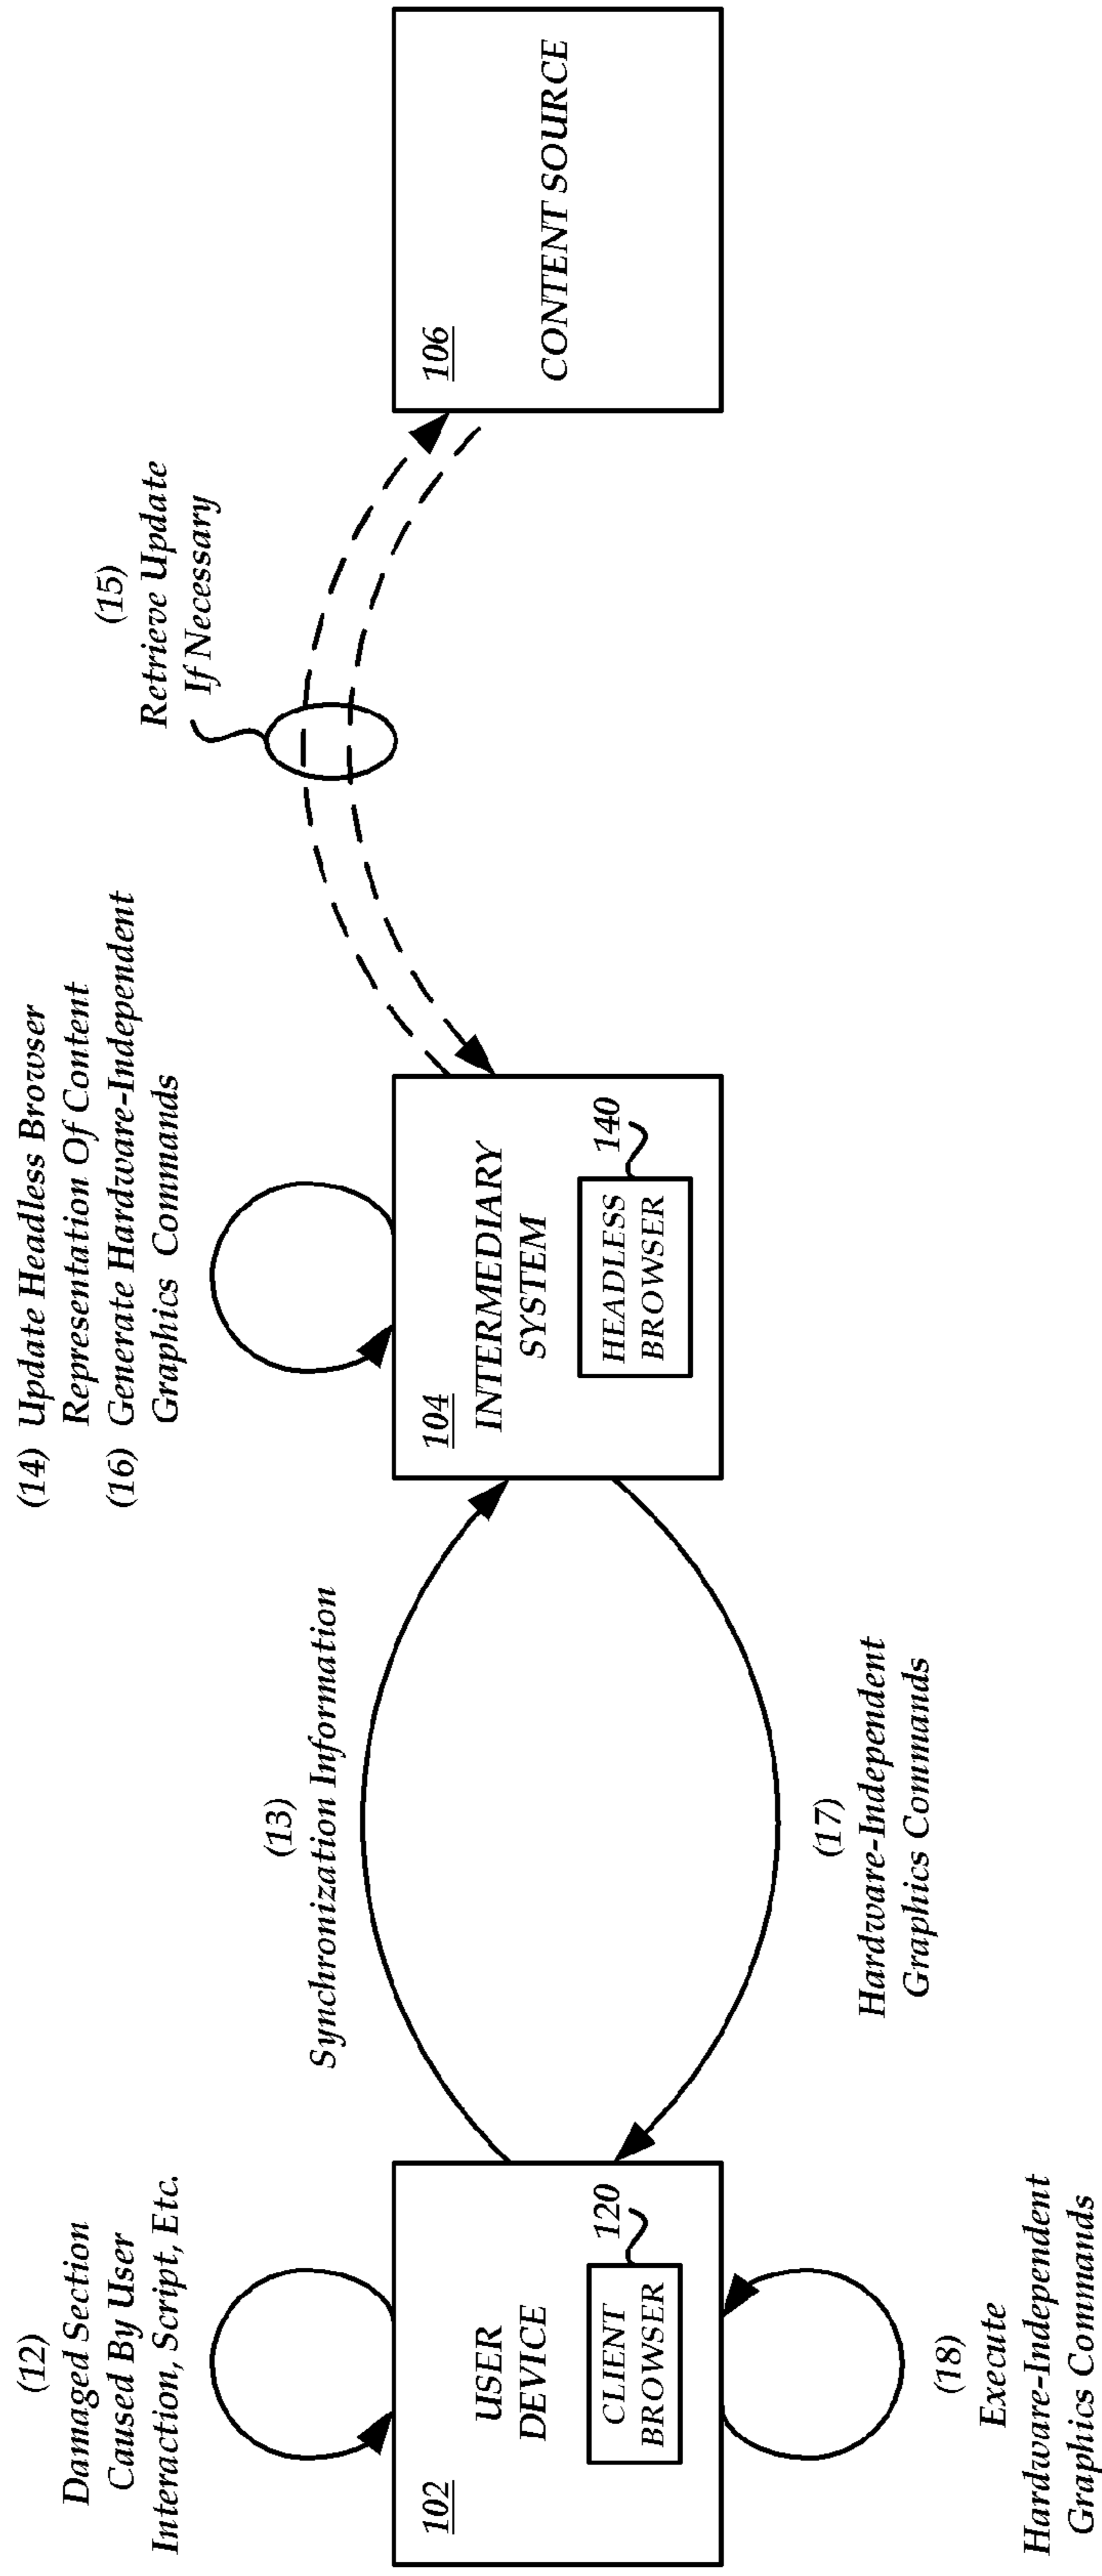 (12)
Damaged Section
Caused By User
Interaction, Script, Etc.
(13)
Synchronization Information
(14) Update Headless Browser
Representation Of Content
(16) Generate Hardware-Independent
Graphics Commands
(15)
Retrieve Update
If Necessary
102
USER
DEVICE
CLIENT
BROWSER
120
104
INTERMEDIARY
SYSTEM
HEADLESS
BROWSER
140
106
CONTENT SOURCE
(17)
Hardware-Independent
Graphics Commands
(18)
Execute
Hardware-Independent
Graphics Commands